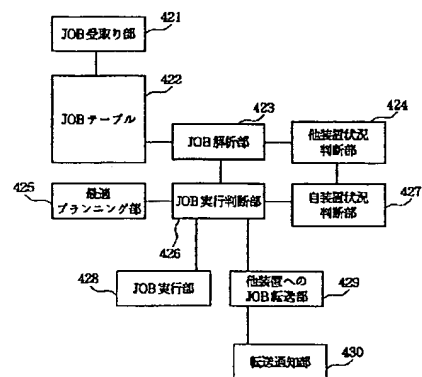 JOB受取り部
421
422
JOBテーブル
423
JOB解析部
424
他装置状況
判断部
425
最適
プランニング部
JOB実行判断部
426
自装置状況
判断部
427
428
JOB実行部
他装置への
JOB転送部
429
転送通知部
430